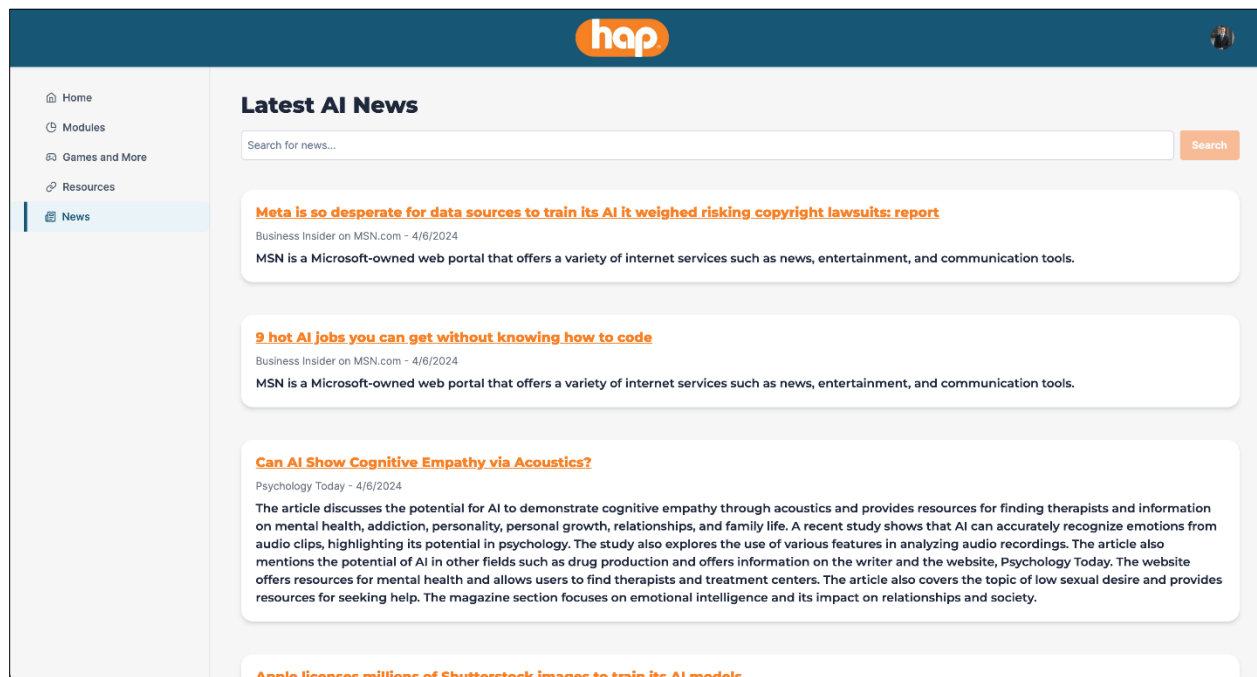 hap
Home
Modules
Games and More
Resources
News
Latest AI News
Search for news...
Search
Meta is so desperate for data sources to train its AI it weighed risking copyright lawsuits: report
Business Insider on MSN.com - 4/6/2024
MSN is a Microsoft-owned web portal that offers a variety of internet services such as news, entertainment, and communication tools.
9 hot AI jobs you can get without knowing how to code
Business Insider on MSN.com - 4/6/2024
MSN is a Microsoft-owned web portal that offers a variety of internet services such as news, entertainment, and communication tools.
Can AI Show Cognitive Empathy via Acoustics?
Psychology Today - 4/6/2024
The article discusses the potential for AI to demonstrate cognitive empathy through acoustics and provides resources for finding therapists and information
on mental health, addiction, personality, personal growth, relationships, and family life. A recent study shows that AI can accurately recognize emotions from
audio clips, highlighting its potential in psychology. The study also explores the use of various features in analyzing audio recordings. The article also
mentions the potential of AI in other fields such as drug production and offers information on the writer and the website, Psychology Today. The website
offers resources for mental health and allows users to find therapists and treatment centers. The article also covers the topic of low sexual desire and provides
resources for seeking help. The magazine section focuses on emotional intelligence and its impact on relationships and society.
Apple licenses millions of Shutterstock images to train its AI models